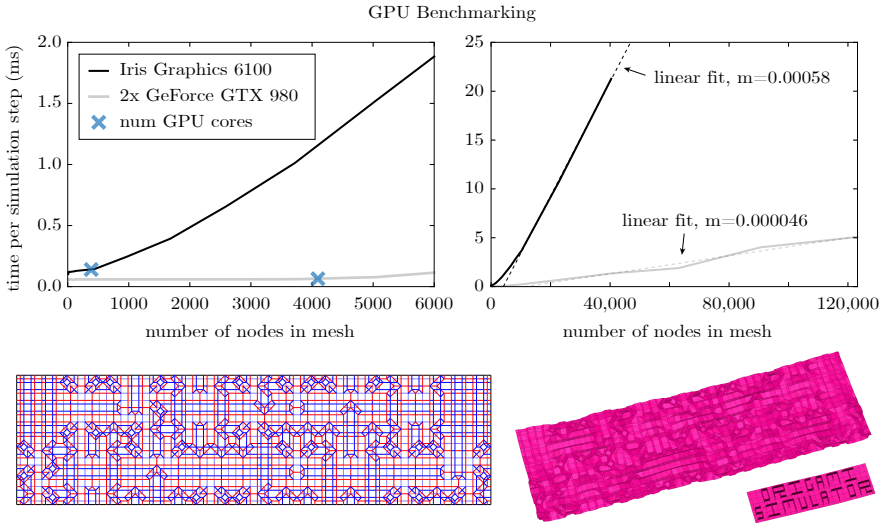 GPU Benchmarking
time per simulation step (ms)
2.0
1.5
1.0
0.5
0.0
Iris Graphics 6100
2x GeForce GTX 980
num GPU cores
0 1000 2000 3000 4000 5000 6000
number of nodes in mesh
25
20
15
10
5
0
linear fit, m=0.00058
linear fit, m=0.000046
0 40,000 80,000 120,000
number of nodes in mesh
ORIGAMI
SIMULATOR